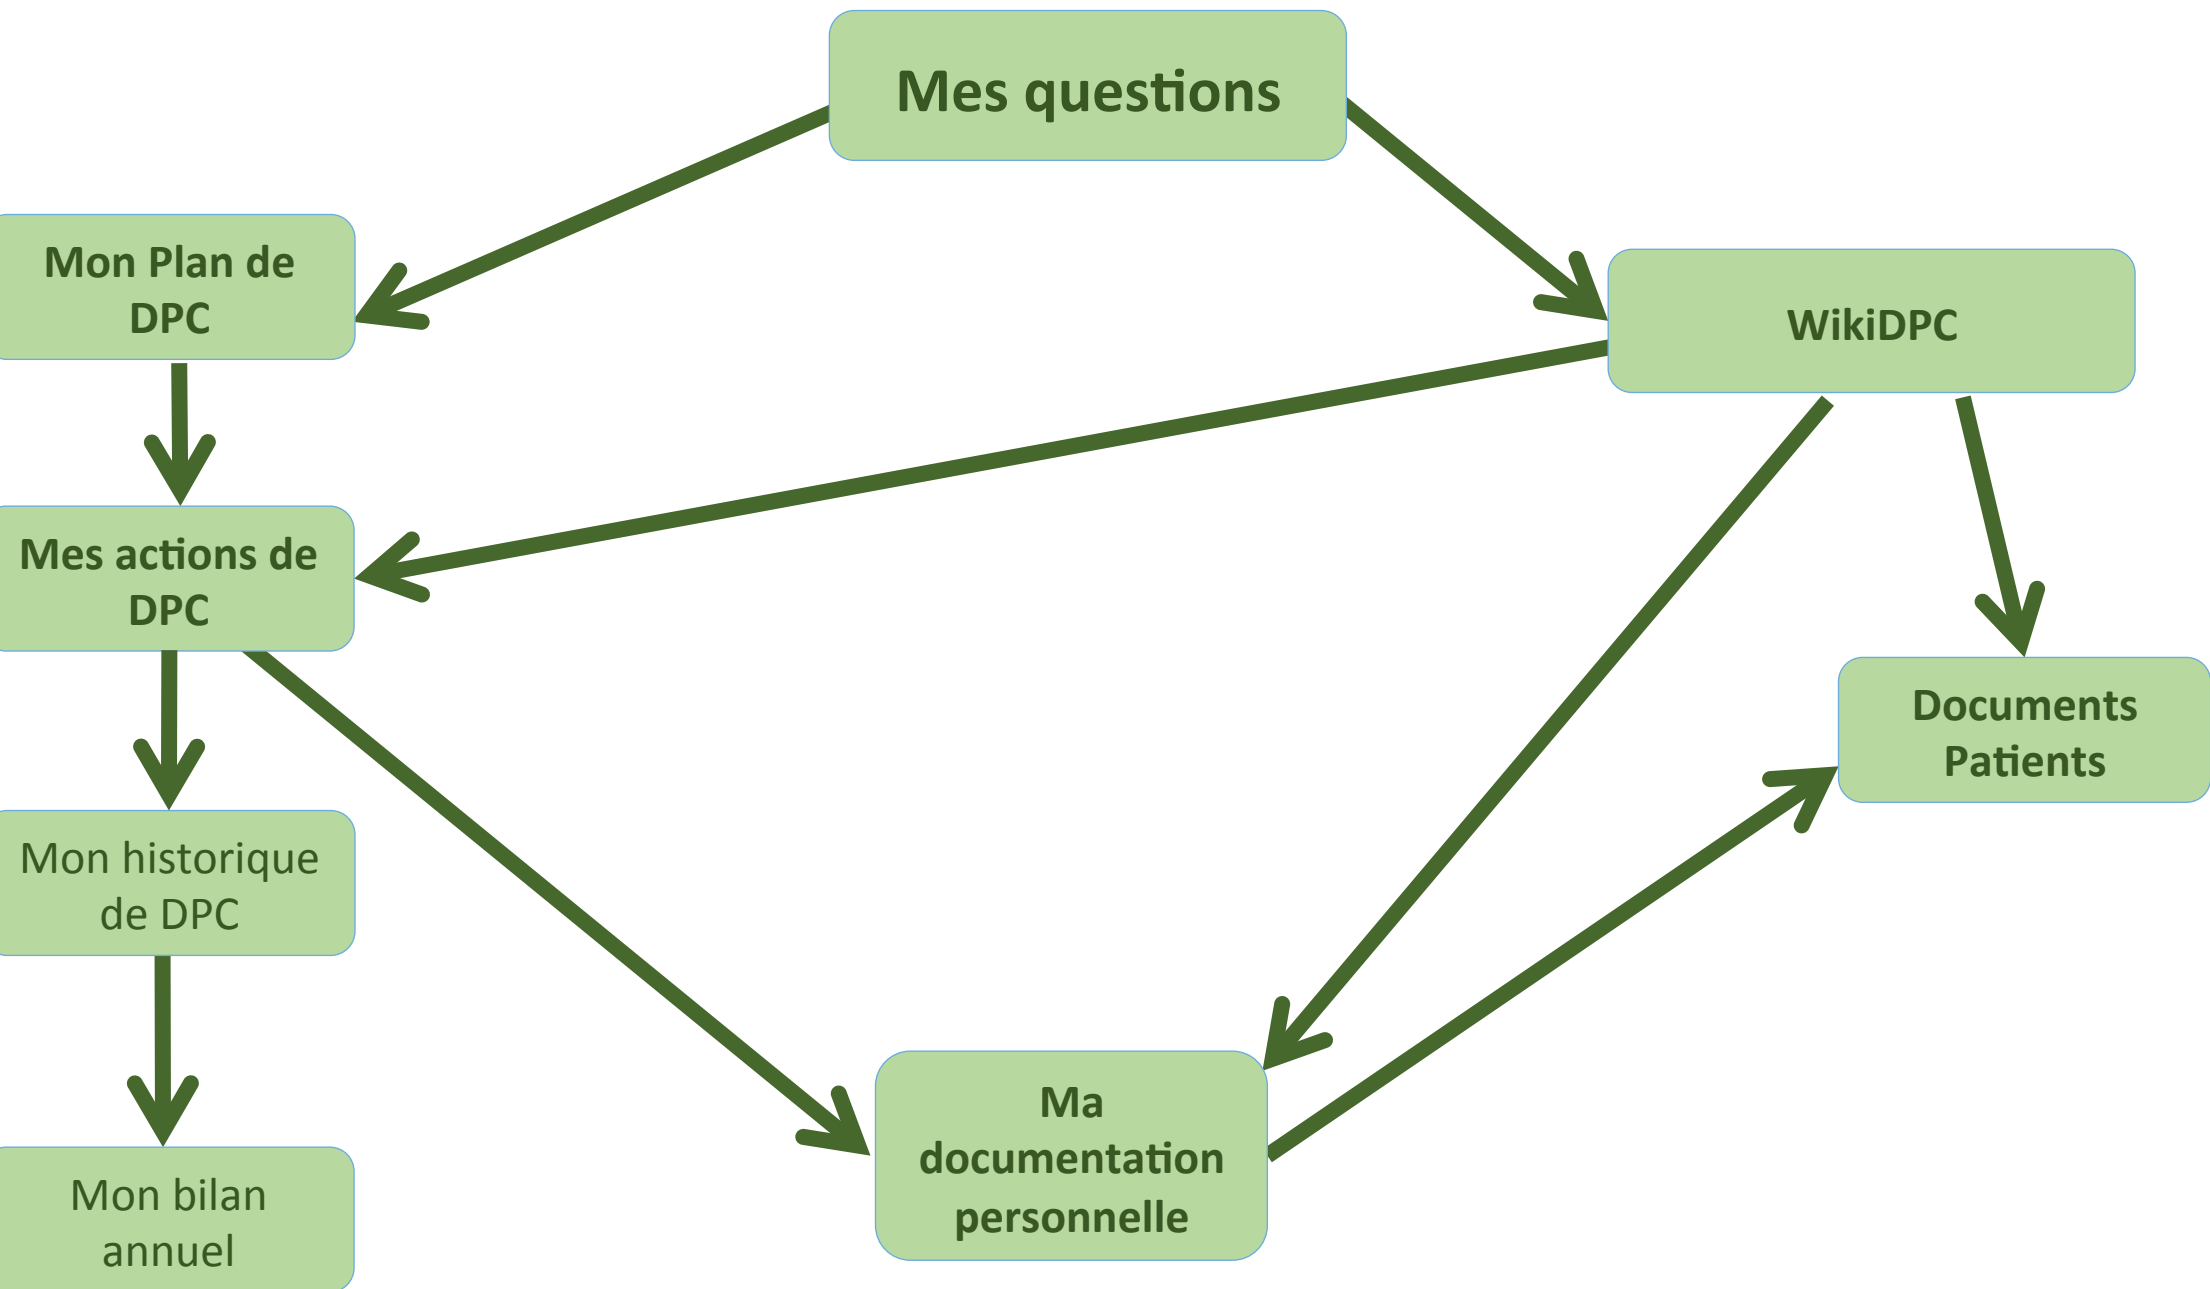 Mes questions
Mon Plan de
DPC
WikiDPC
Mes actions de
DPC
Documents
Patients
Mon historique
de DPC
Ma
documentation
personnelle
Mon bilan
annuel